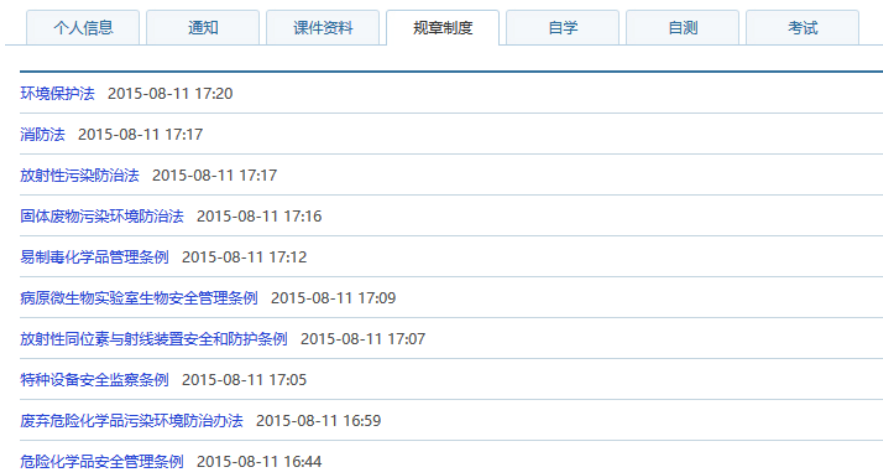 个人信息 通知 课件资料 规章制度 自学 自测 考试
环境保护法 2015-08-11 17:20
消防法 2015-08-11 17:17
放射性污染防治法 2015-08-11 17:17
固体废物污染环境防治法 2015-08-11 17:16
易制毒化学品管理条例 2015-08-11 17:12
病原微生物实验室生物安全管理条例 2015-08-11 17:09
放射性同位素与射线装置安全和防护条例 2015-08-11 17:07
特种设备安全监察条例 2015-08-11 17:05
废弃危险化学品污染环境防治办法 2015-08-11 16:59
危险化学品安全管理条例 2015-08-11 16:44